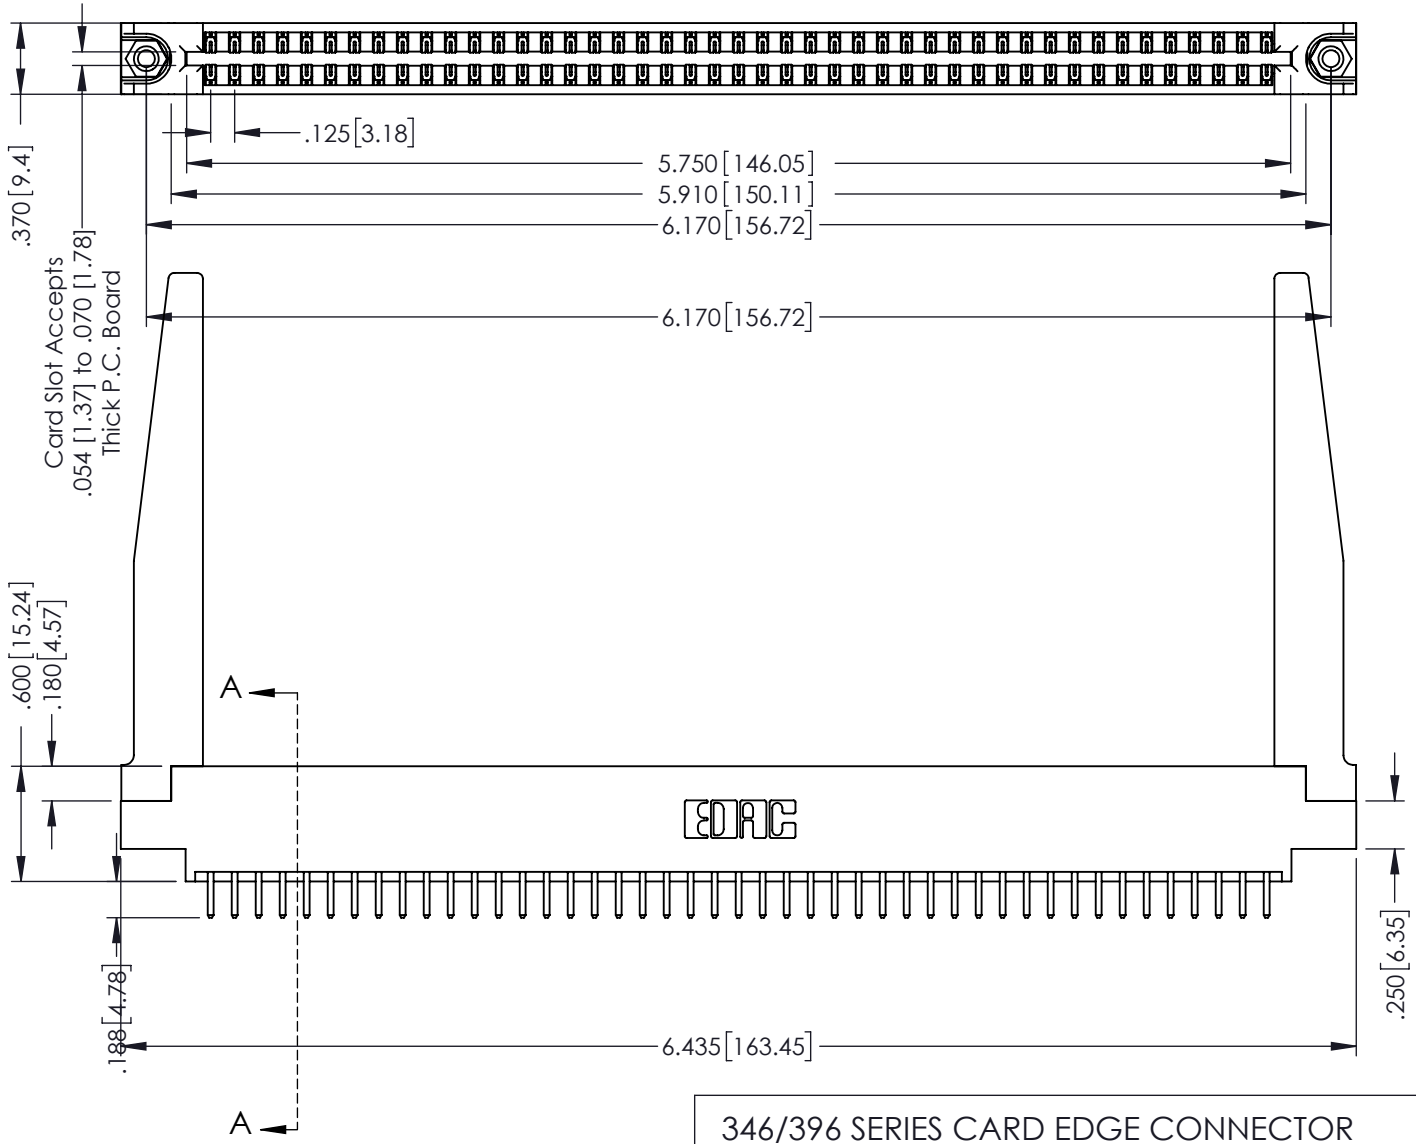 .125[3.18]
5.750[146.05]
5.910[150.11]
6.170[156.72]
.370[9.4]
Card Slot Accepts
.054 [1.37] to .070 [1.78]
Thick P.C. Board
6.170[156.72]
.600[15.24]
.180[4.57]
A
EDAC
.188[4.78]
.250[6.35]
6.435[163.45]
A
346/396 SERIES CARD EDGE CONNECTOR